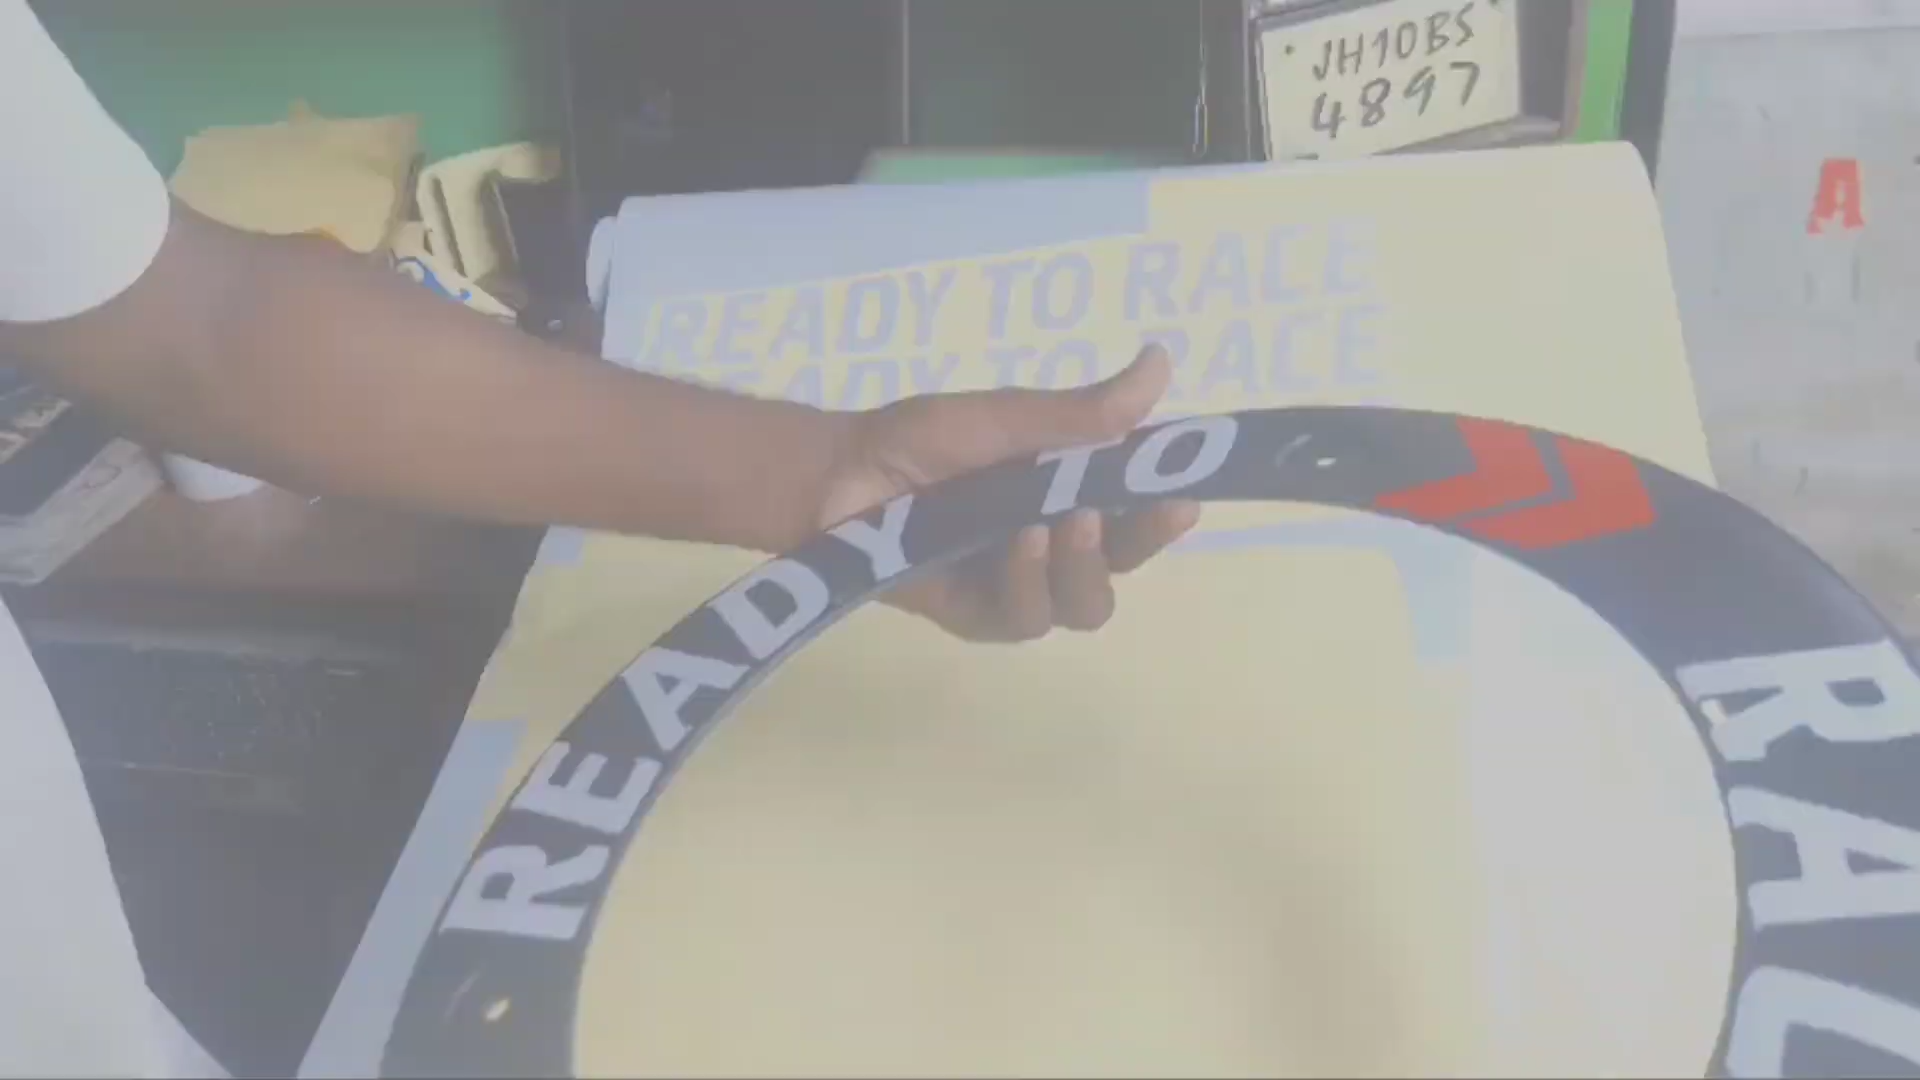 JH10BS
4897
A
READY TO RACE
READY TO RACE
READY TO
RAC